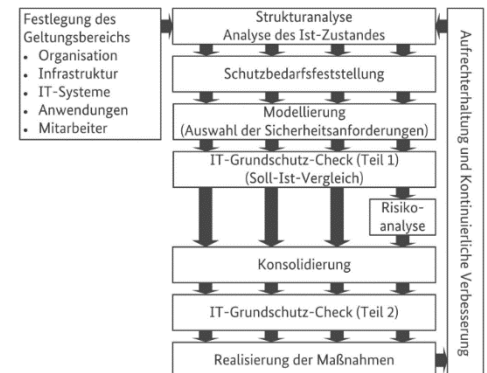 Festlegung des
Geltungsbereichs
• Organisation
• Infrastruktur
• IT-Systeme
• Anwendungen
• Mitarbeiter
Strukturanalyse
Analyse des Ist-Zustandes
Schutzbedarfsfeststellung
Modellierung
(Auswahl der Sicherheitsanforderungen)
IT-Grundschutz-Check (Teil 1)
(Soll-Ist-Vergleich)
Risiko-
analyse
Konsolidierung
IT-Grundschutz-Check (Teil 2)
Realisierung der Maßnahmen
Aufrechterhaltung und Kontinuierliche Verbesserung